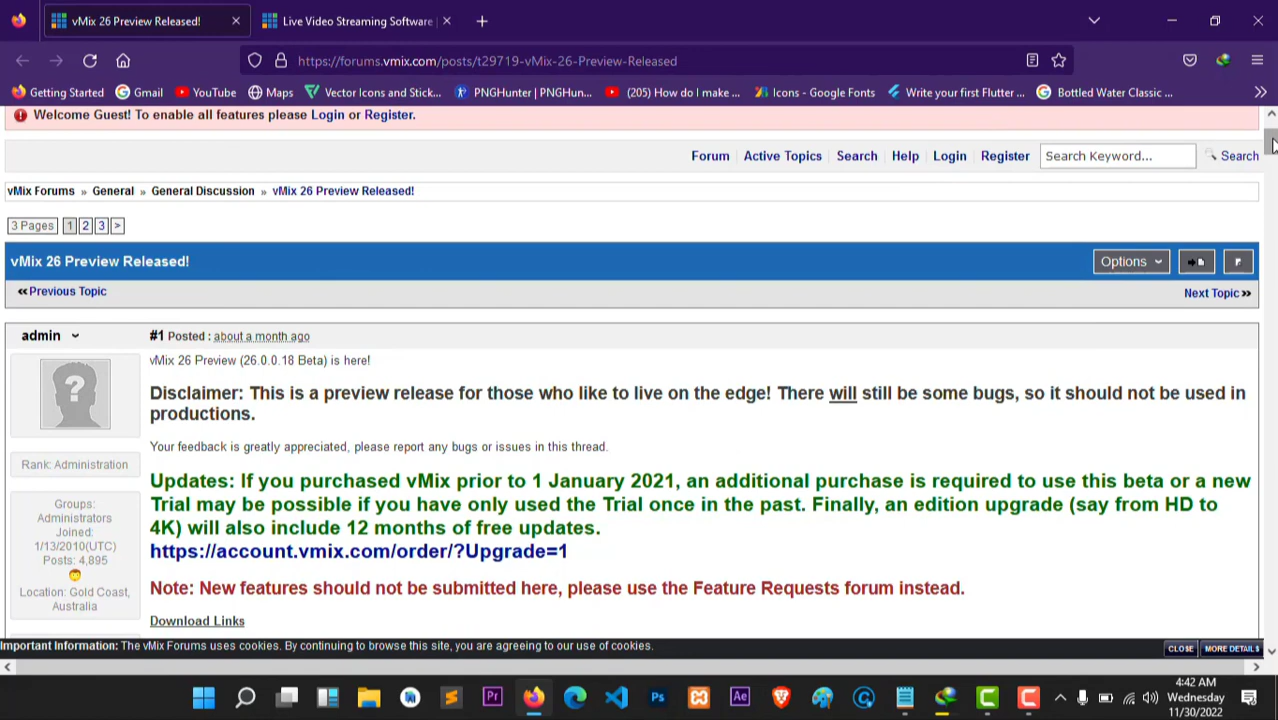 vMix 26 Preview Released!
Live Video Streaming Software
https://forums.vmix.com/posts/t29719-vMix-26-Preview-Released
Getting Started
Gmail
YouTube
Maps
Vector Icons and Stick...
PNGHunter | PNGHun...
(205) How do I make ...
Icons - Google Fonts
Write your first Flutter ...
Bottled Water Classic ...
Welcome Guest! To enable all features please Login or Register.
Forum Active Topics Search Help Login Register Search Keyword... Search
vMix Forums » General » General Discussion » vMix 26 Preview Released!
3 Pages 1 2 3 >
vMix 26 Preview Released!
Options
«Previous Topic
Next Topic»
admin
#1 Posted : about a month ago
vMix 26 Preview (26.0.0.18 Beta) is here!
Disclaimer: This is a preview release for those who like to live on the edge! There will still be some bugs, so it should not be used in
productions.
Your feedback is greatly appreciated, please report any bugs or issues in this thread.
Rank: Administration
Updates: If you purchased vMix prior to 1 January 2021, an additional purchase is required to use this beta or a new
Trial may be possible if you have only used the Trial once in the past. Finally, an edition upgrade (say from HD to
4K) will also include 12 months of free updates.
https://account.vmix.com/order/?Upgrade=1
Groups:
Administrators
Joined:
1/13/2010(UTC)
Posts: 4,895
Location: Gold Coast,
Australia
Note: New features should not be submitted here, please use the Feature Requests forum instead.
Download Links
Important Information: The vMix Forums uses cookies. By continuing to browse this site, you are agreeing to our use of cookies.
CLOSE
MORE DETAILS
Pr
Ps
Ae
4:42 AM
Wednesday
11/30/2022